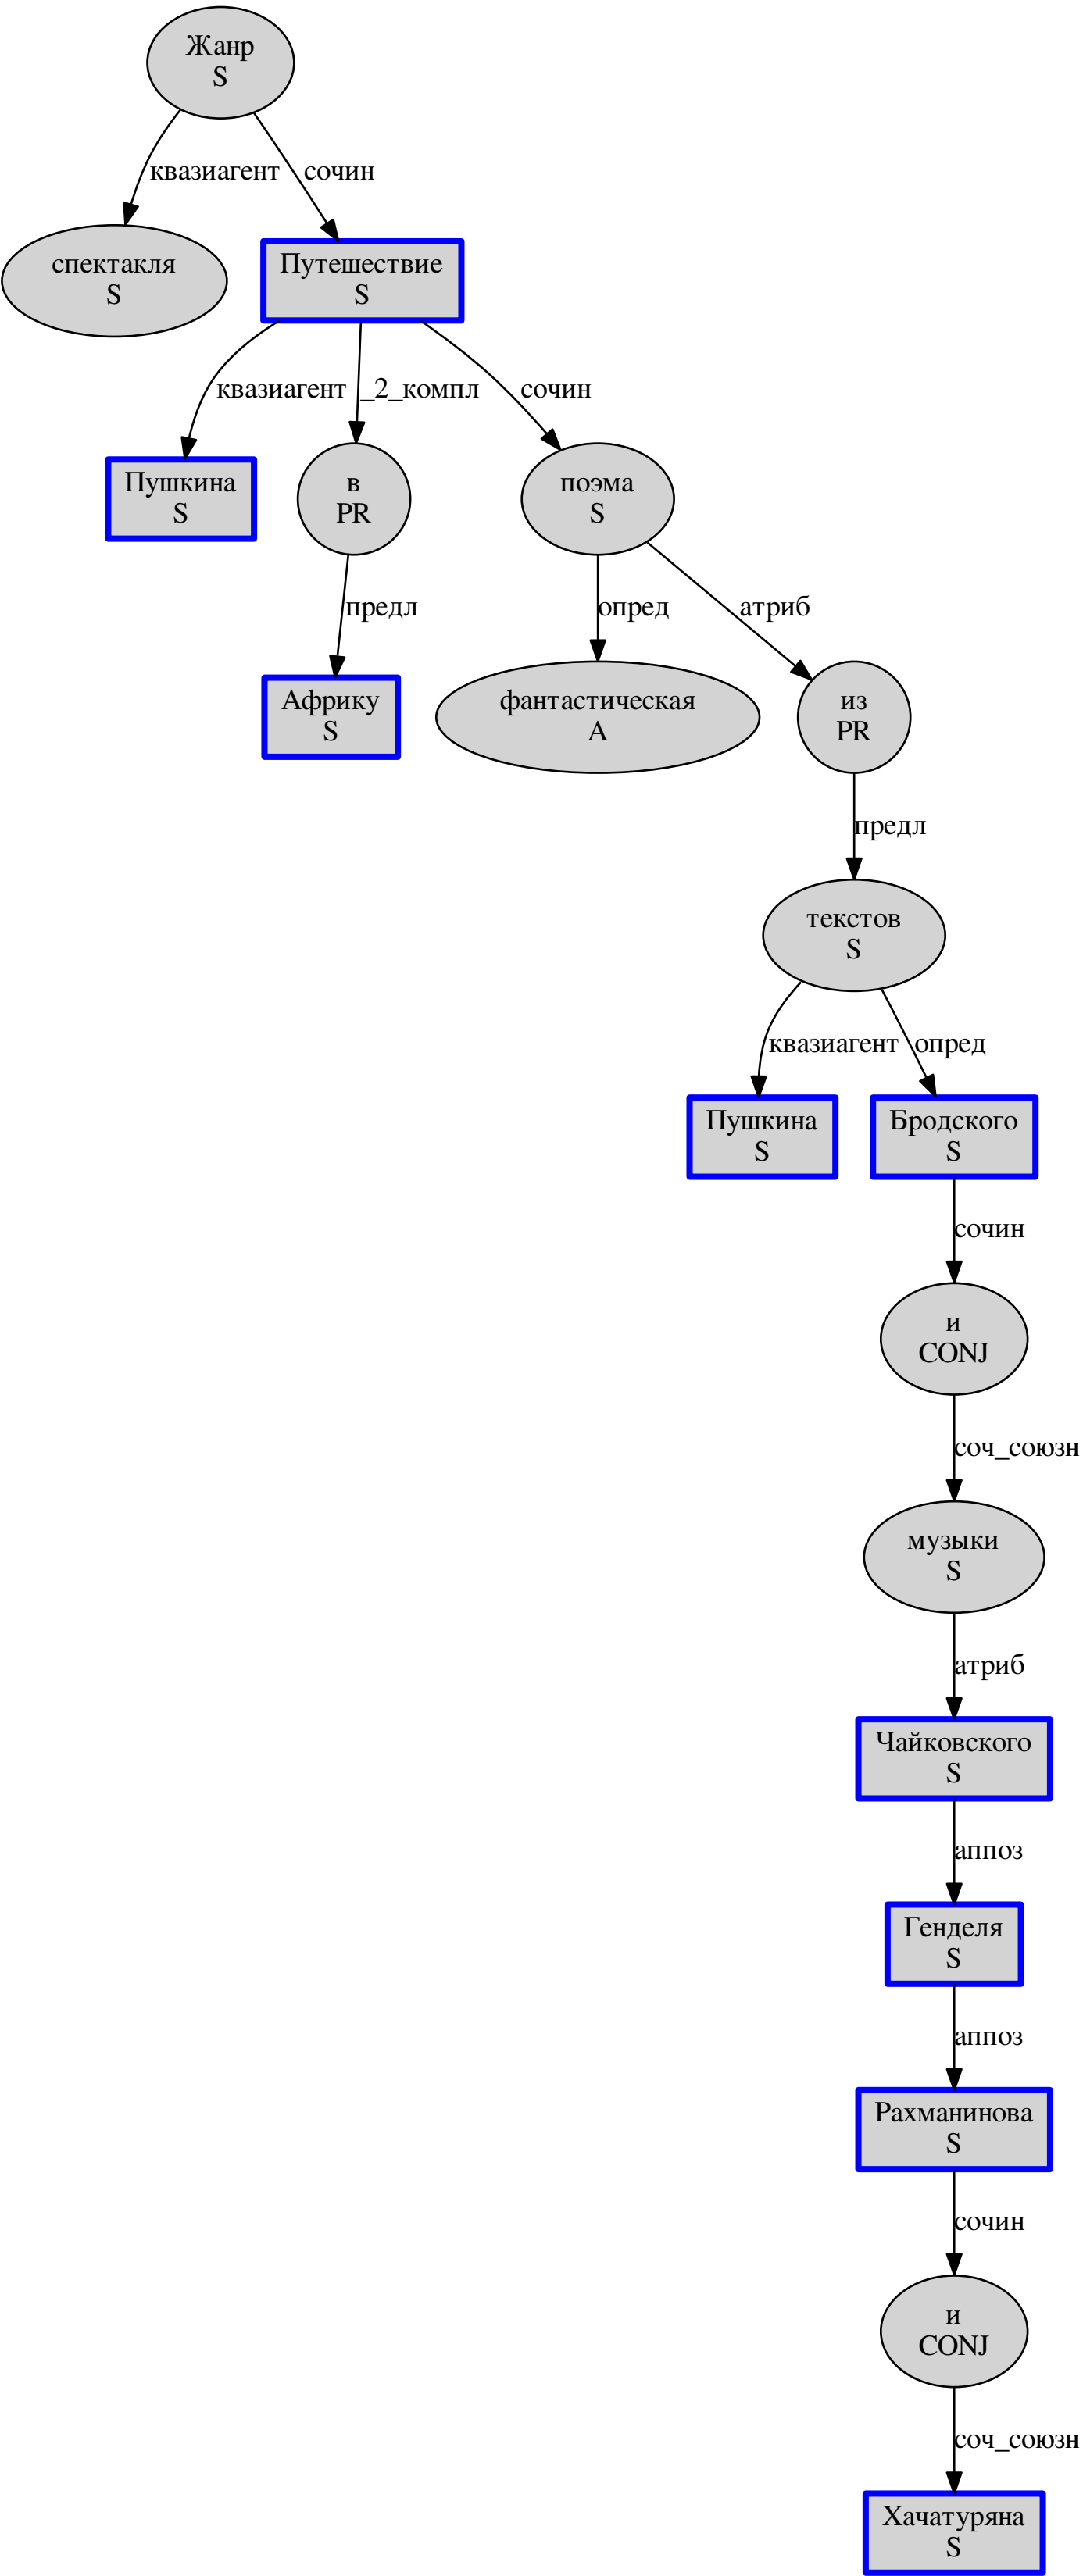 Жанр
S
квазиагент
сочин
спектакля
S
Путешествие
S
квазиагент
_2_компл
сочин
Пушкина
S
в
PR
поэма
S
предл
опред
атриб
Африку
S
фантастическая
A
из
PR
предл
текстов
S
квазиагент
опред
Пушкина
S
Бродского
S
сочин
и
CONJ
соч_союзн
музыки
S
атриб
Чайковского
S
аппоз
Генделя
S
аппоз
Рахманинова
S
сочин
и
CONJ
соч_союзн
Хачатуряна
S